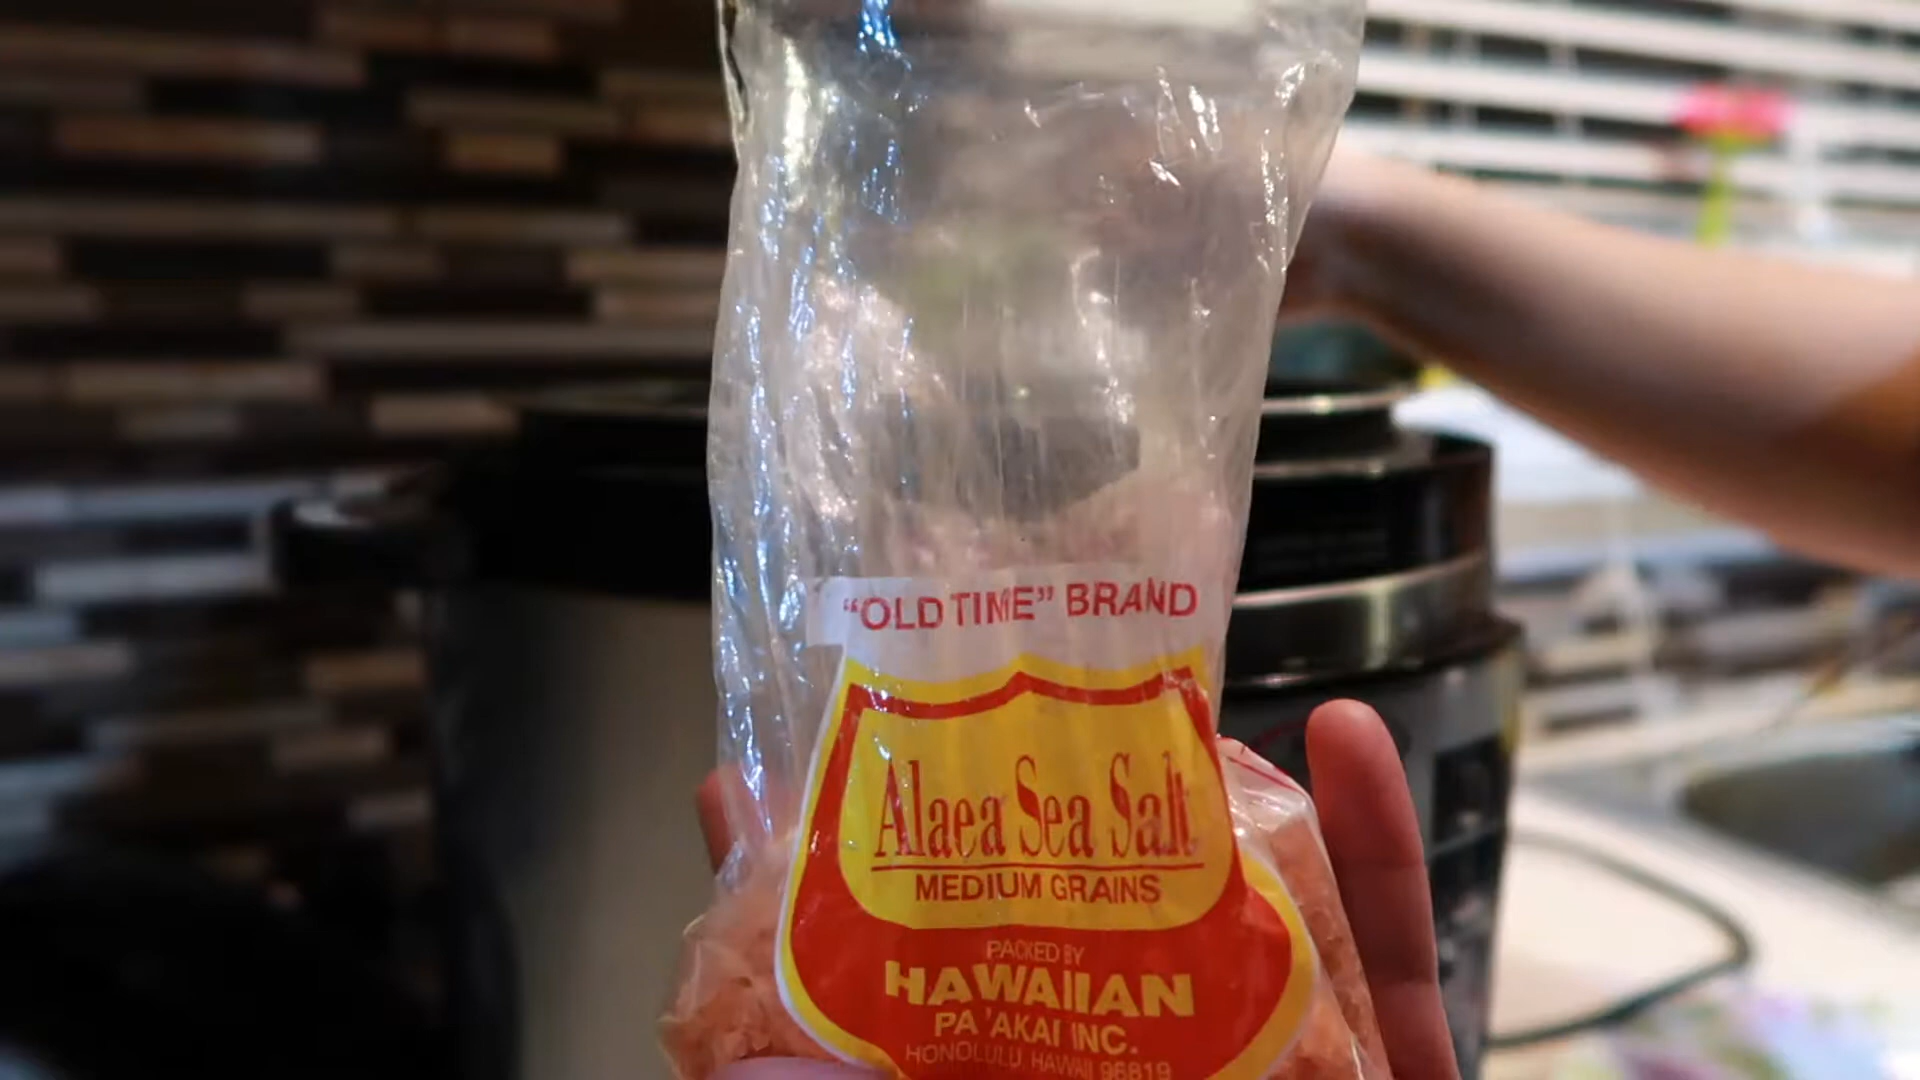 "OLD TIME" BRAND
Alaea Sea Salt
MEDIUM GRAINS
PACKED BY
HAWAIIAN
PA'AKAI INC.
HONOLULU, HAWAII 96819